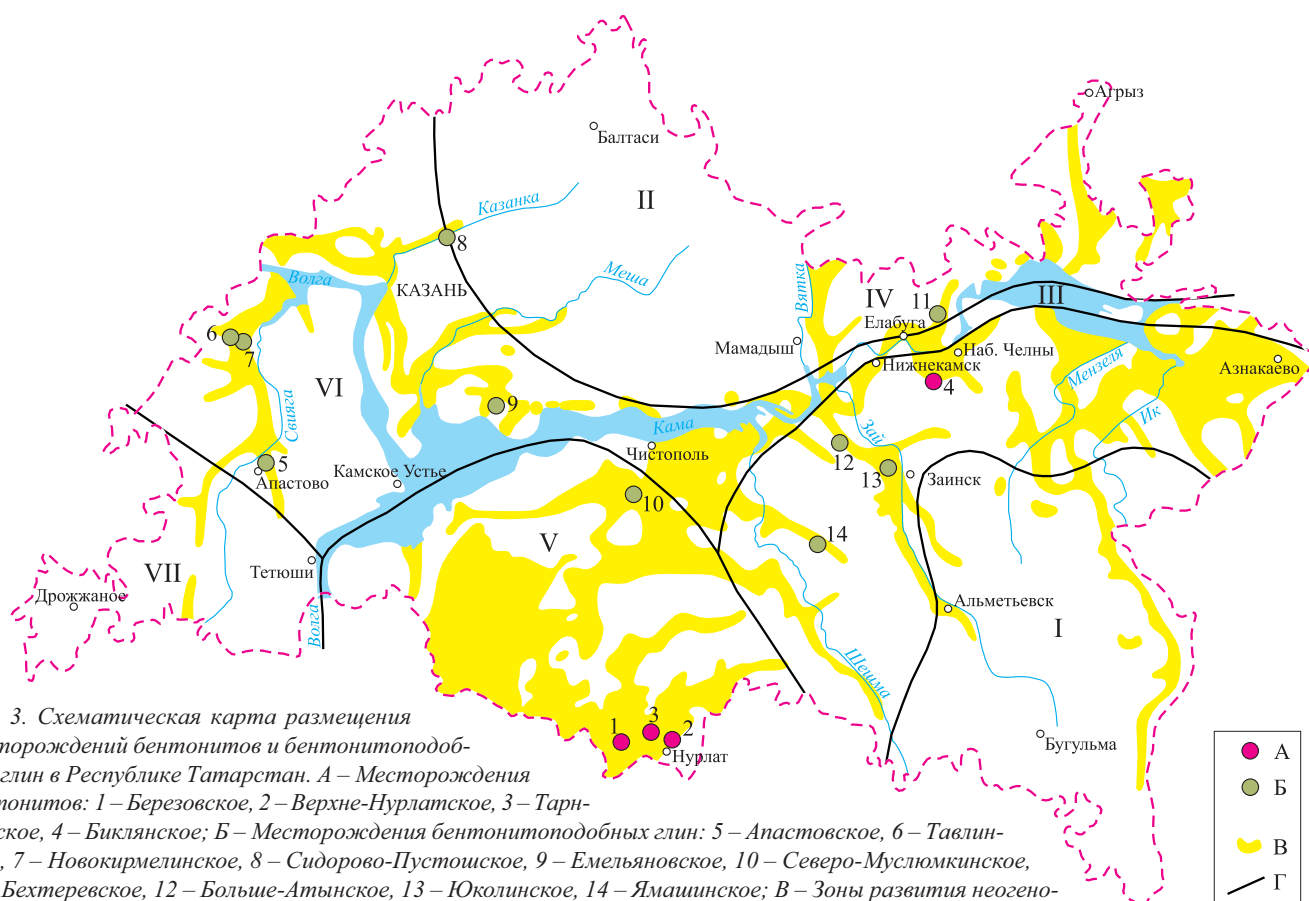 Агрыз
Балтаси
II
Казанка
8
Меша
Волга
КАЗАНЬ
Вятка
IV
11
III
Елабуга
6
7
Мамадыш
Наб. Челны
Нижнекамск
4
Мензеля
Азнакаево
VI
Свияга
9
Кама
Зай
Ик
Чистополь
12
5
Апастово
Камское Устье
13
Заинск
10
V
14
VII
Тетюши
Дрожжаное
Волга
Альметьевск
I
Шешма
1
3
2
Нурлат
Бугульма
3. Схематическая карта размещения
торождений бентонитов и бентонитоподоб-
глин в Республике Татарстан. А – Месторождения
тонитов: 1 – Березовское, 2 – Верхне-Нурлатское, 3 – Тарн-
ское, 4 – Биклянское; Б – Месторождения бентонитоподобных глин: 5 – Апастовское, 6 – Тавлин-
, 7 – Новокирмелинское, 8 – Сидорово-Пустошское, 9 – Емельяновское, 10 – Северо-Муслюмкинское,
Бехтеревское, 12 – Больше-Атынское, 13 – Юколинское, 14 – Ямашинское; В – Зоны развития неогено-
А
Б
В
Г